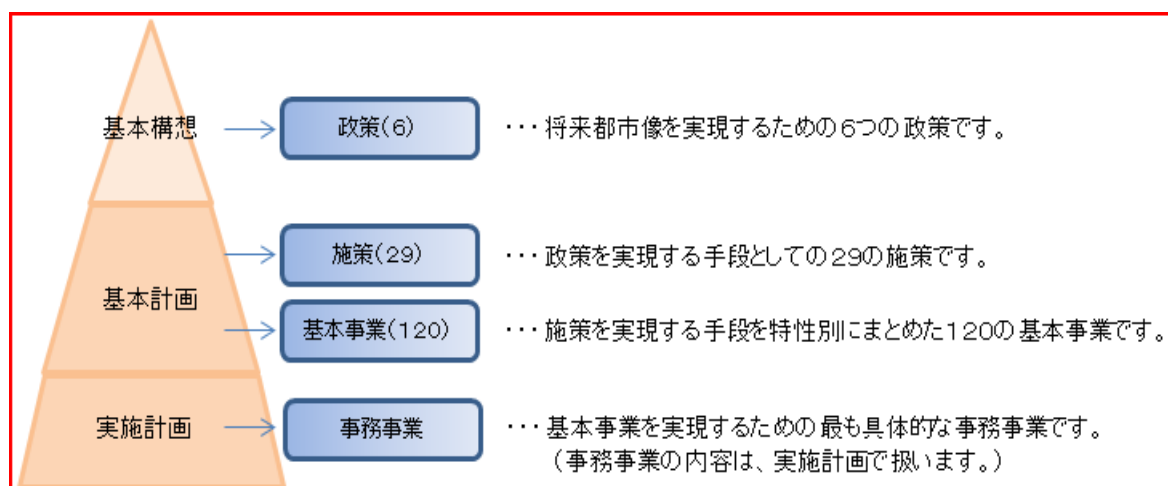 基本構想
政策(6)
・・・将来都市像を実現するための6つの政策です。
基本計画
施策(29)
・・・政策を実現する手段としての29の施策です。
基本事業(120)
・・・施策を実現する手段を特性別にまとめた120の基本事業です。
実施計画
事務事業
・・・基本事業を実現するための最も具体的な事務事業です。
(事務事業の内容は、実施計画で扱います。)